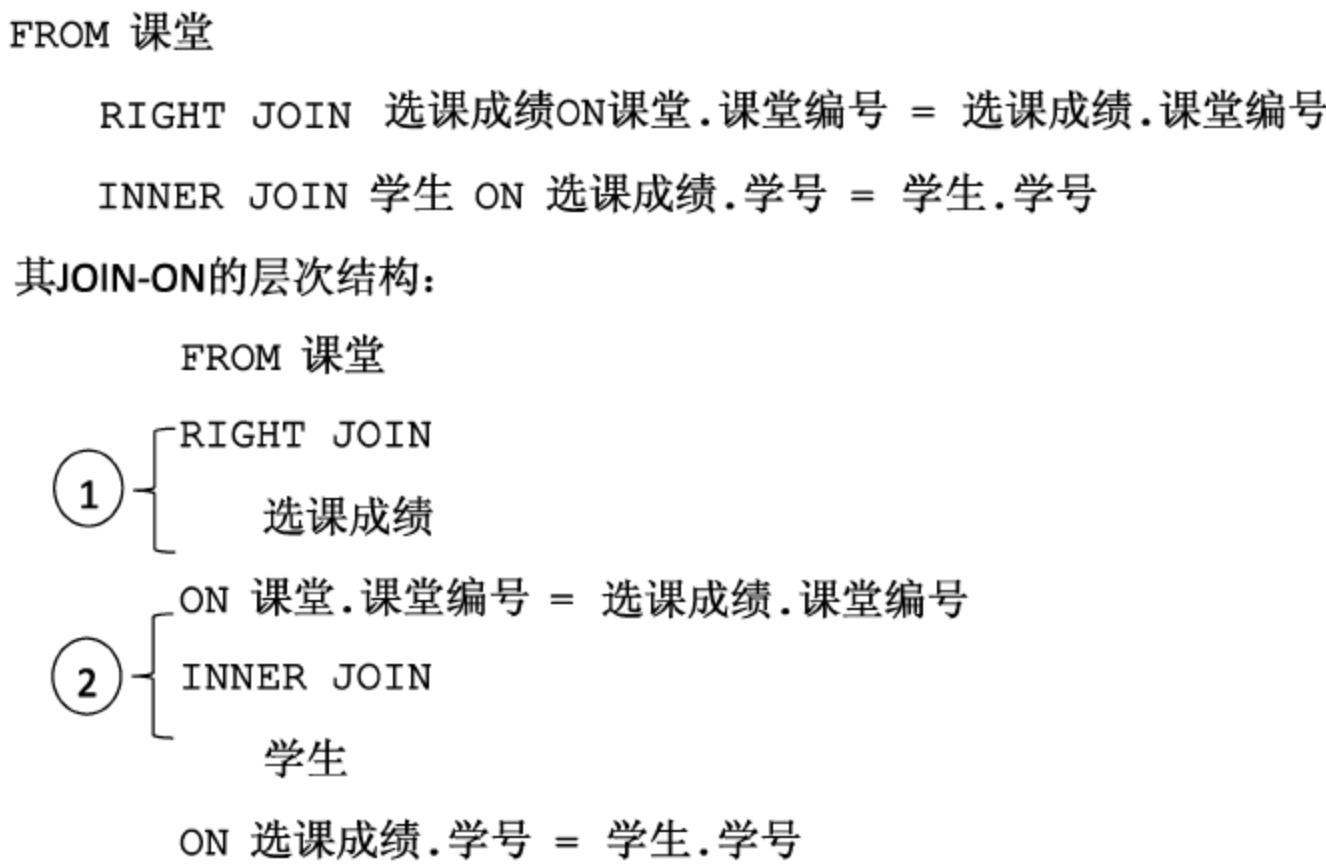 FROM 课堂
RIGHT JOIN 选课成绩ON课堂.课堂编号 = 选课成绩.课堂编号
INNER JOIN 学生 ON 选课成绩.学号 = 学生.学号
其JOIN-ON的层次结构：
FROM 课堂
RIGHT JOIN
1
选课成绩
ON 课堂.课堂编号 = 选课成绩.课堂编号
2
INNER JOIN
学生
ON 选课成绩.学号 = 学生.学号